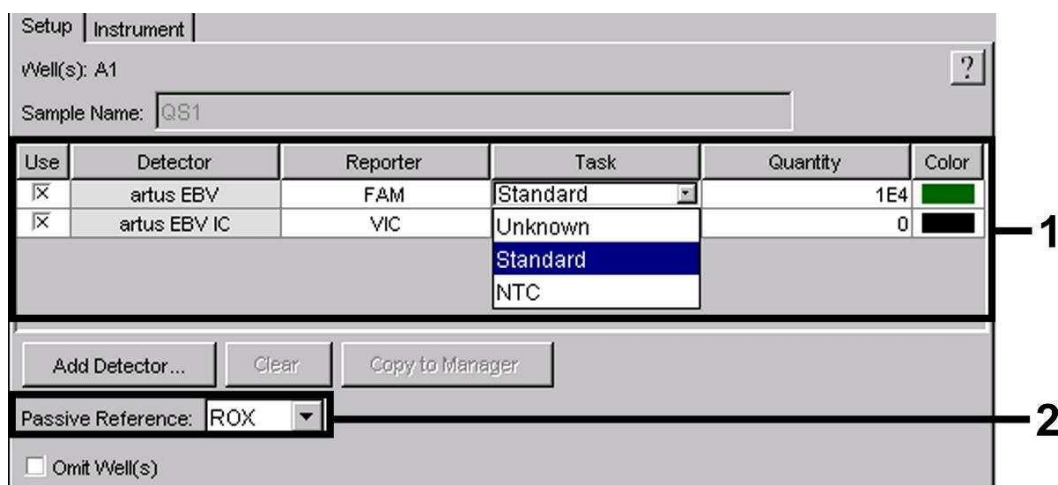 Setup Instrument
Well(s): A1 ?
Sample Name: QS1
Use Detector Reporter Task Quantity Color
artus EBV FAM Standard 1E4
artus EBV IC VIC Unknown 0
Standard
NTC
1
Add Detector... Clear Copy to Manager
Passive Reference: ROX
2
Omit Well(s)